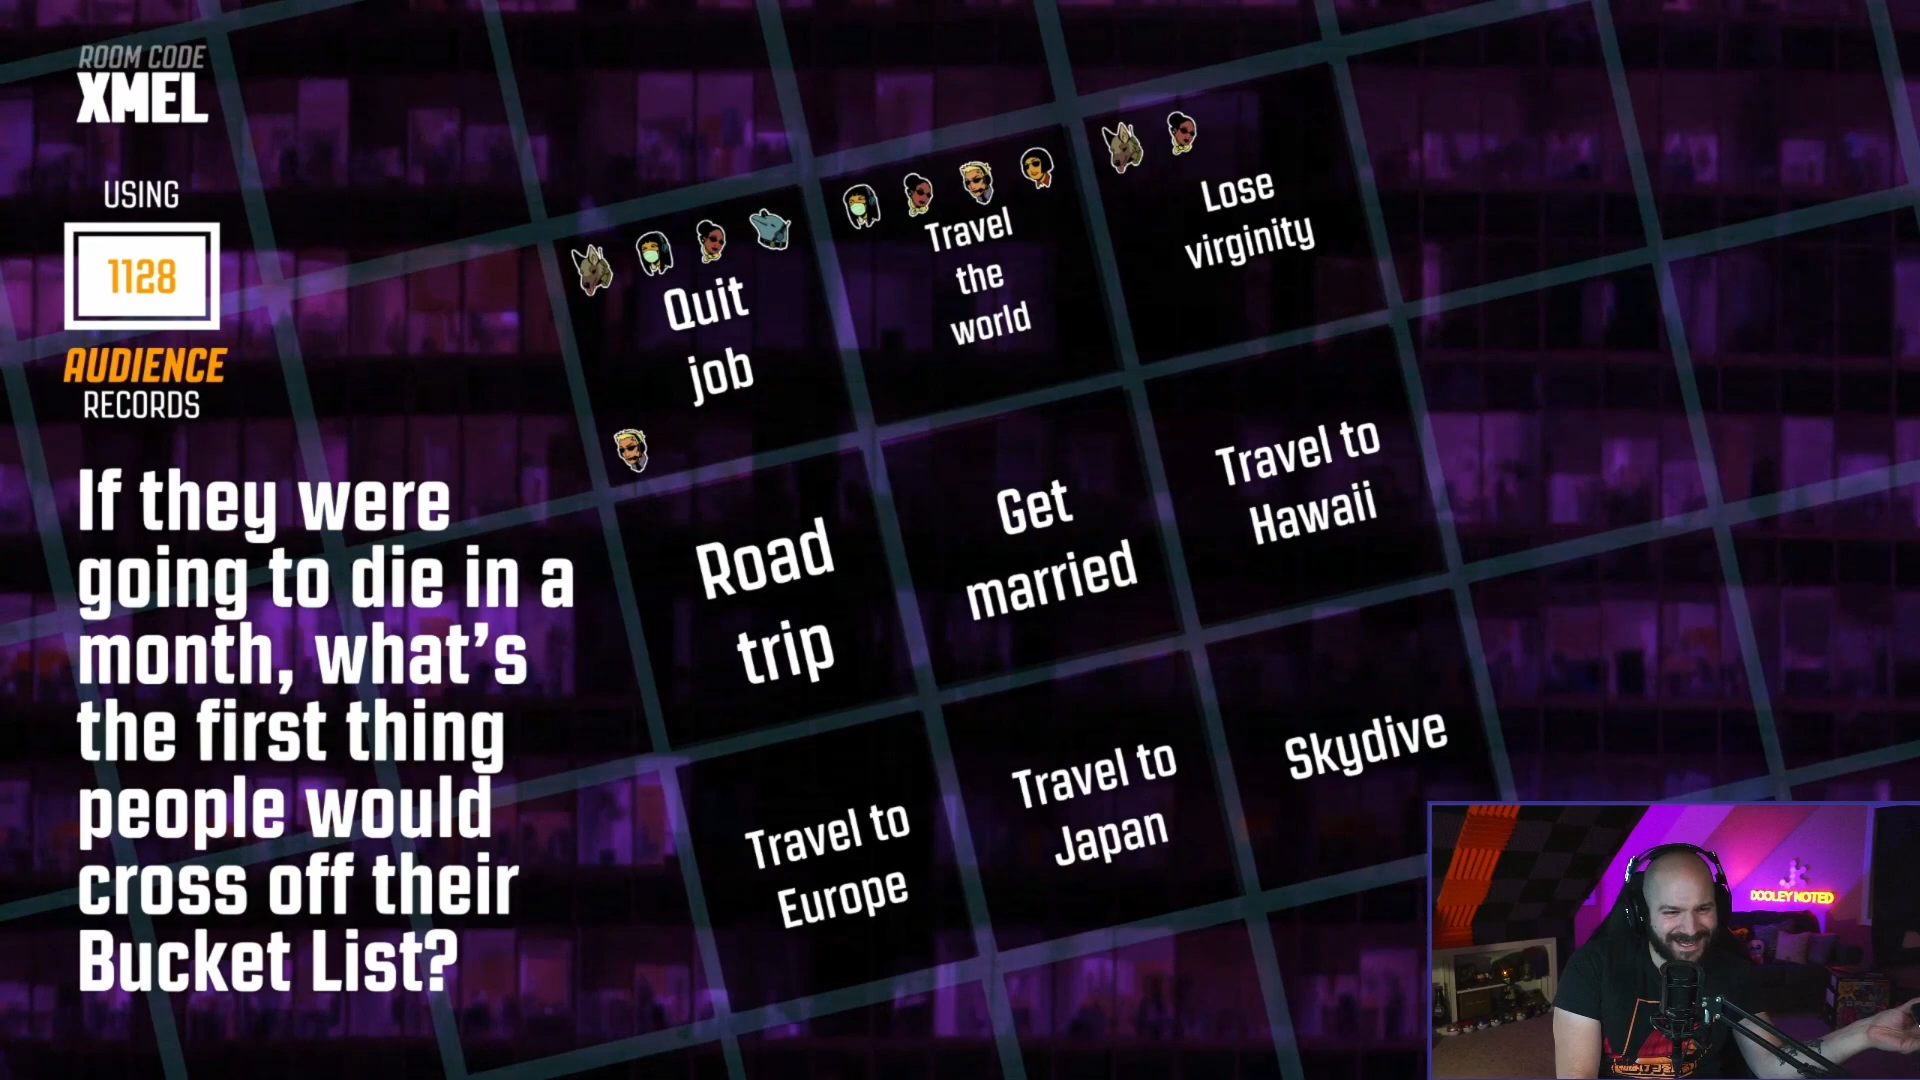 ROOM CODE
XMEL
USING
1128
AUDIENCE
RECORDS
If they were
going to die in a
month, what's
the first thing
people would
cross off their
Bucket List?
Quit
job
Travel
the
world
Lose
virginity
Road
trip
Get
married
Travel to
Hawaii
Travel to
Europe
Travel to
Japan
Skydive
DOOLEY NOTED